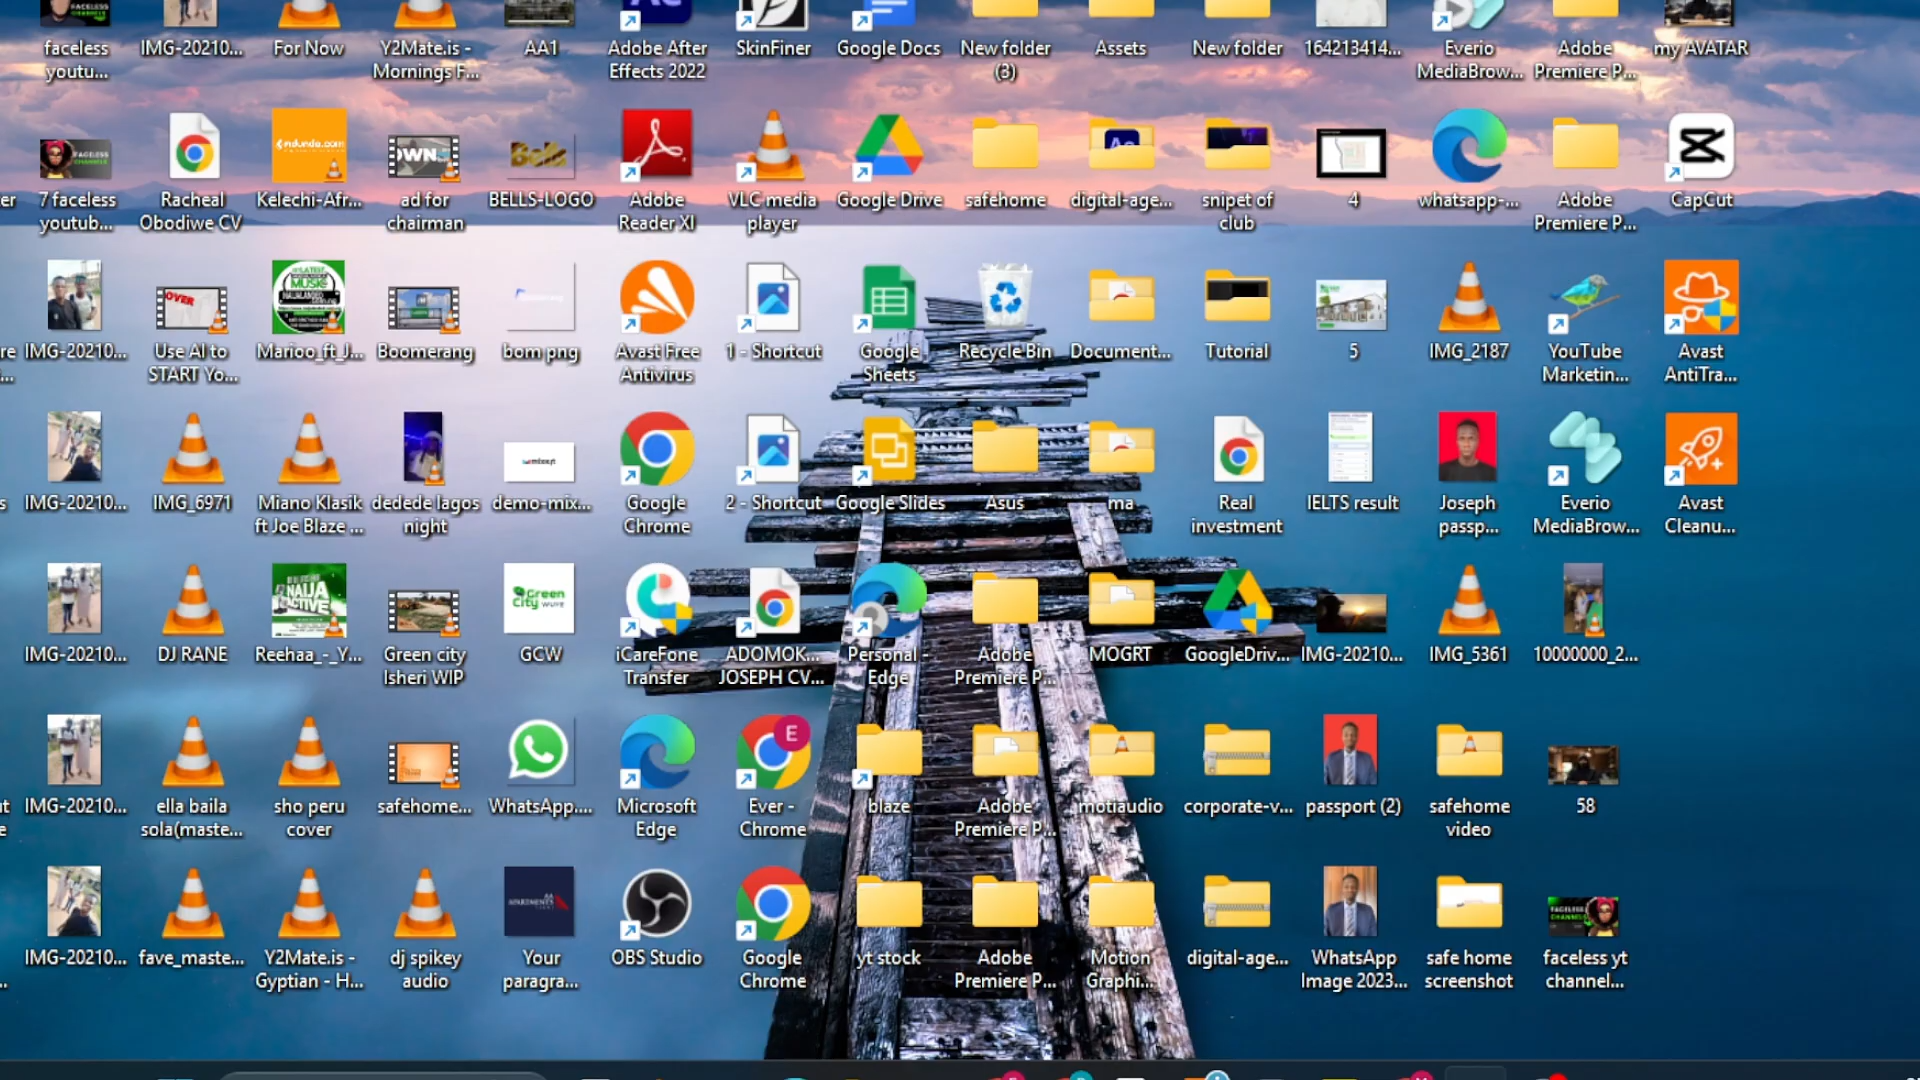 faceless
youtu...
IMG-20210...
For Now
Y2Mate.is -
Mornings F...
AA1
Adobe After
Effects 2022
SkinFiner
Google Docs
New folder
(3)
Assets
New folder
164213414...
Everio
MediaBrow...
Adobe
Premiere P...
my AVATAR
er
7 faceless
youtub...
Racheal
Obodiwe CV
Kelechi-Afr...
ad for
chairman
BELLS-LOGO
Adobe
Reader XI
VLC media
player
Google Drive
safehome
digital-age...
snipet of
club
4
whatsapp-...
Adobe
Premiere P...
CapCut
re
...
IMG-20210...
Use AI to
START Yo...
Marioo_ft_J...
Boomerang
bom png
Avast Free
Antivirus
1 - Shortcut
Google
Sheets
Recycle Bin
Document...
Tutorial
5
IMG_2187
YouTube
Marketin...
Avast
AntiTra...
s
IMG-20210...
IMG_6971
Miano Klasik
ft Joe Blaze ...
dedede lagos
night
demo-mix...
Google
Chrome
2 - Shortcut
Google Slides
Asus
ma
Real
investment
IELTS result
Joseph
passp...
Everio
MediaBrow...
Avast
Cleanu...
IMG-20210...
DJ RANE
Reehaa_-_Y...
Green city
Isheri WIP
GCW
iCareFone
Transfer
ADOMOK...
JOSEPH CV...
Personal -
Edge
Adobe
Premiere P...
MOGRT
GoogleDriv...
IMG-20210...
IMG_5361
10000000_2...
ut
e
IMG-20210...
ella baila
sola(maste...
sho peru
cover
safehome...
WhatsApp....
Microsoft
Edge
Ever -
Chrome
blaze
Adobe
Premiere P...
motiaudio
corporate-v...
passport (2)
safehome
video
58
...
IMG-20210...
fave_maste...
Y2Mate.is -
Gyptian - H...
dj spikey
audio
Your
paragra...
OBS Studio
Google
Chrome
yt stock
Adobe
Premiere P...
Motion
Graphi...
digital-age...
WhatsApp
Image 2023...
safe home
screenshot
faceless yt
channel...